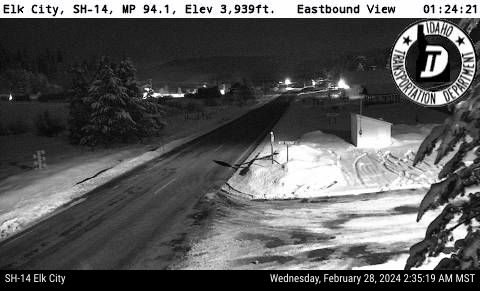 Elk City, SH-14, MP 94.1, Elev 3,939ft. Eastbound View 01:24:21
IDAHO
TRANSPORTATION DEPARTMENT
SH-14 Elk City Wednesday, February 28, 2024 2:35:19 AM MST